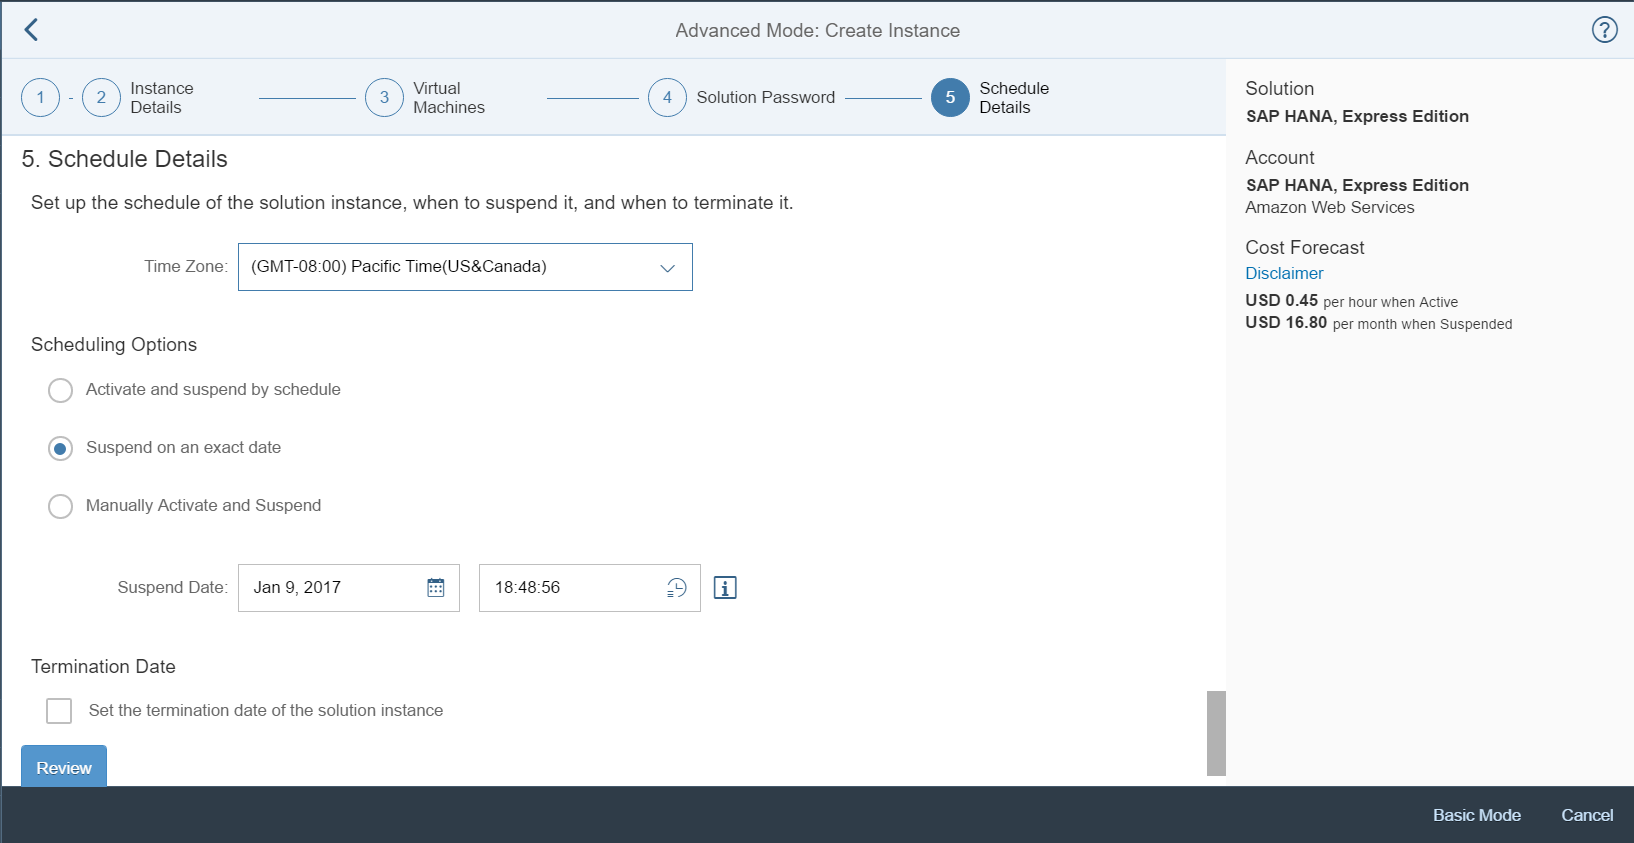 Advanced Mode: Create Instance
?
1 - 2 Instance Details
3 Virtual Machines
4 Solution Password
5 Schedule Details
5. Schedule Details
Set up the schedule of the solution instance, when to suspend it, and when to terminate it.
Time Zone: (GMT-08:00) Pacific Time(US&Canada)
Scheduling Options
Activate and suspend by schedule
Suspend on an exact date
Manually Activate and Suspend
Suspend Date: Jan 9, 2017 18:48:56 i
Termination Date
Set the termination date of the solution instance
Review
Solution
SAP HANA, Express Edition
Account
SAP HANA, Express Edition
Amazon Web Services
Cost Forecast
Disclaimer
USD 0.45 per hour when Active
USD 16.80 per month when Suspended
Basic Mode Cancel